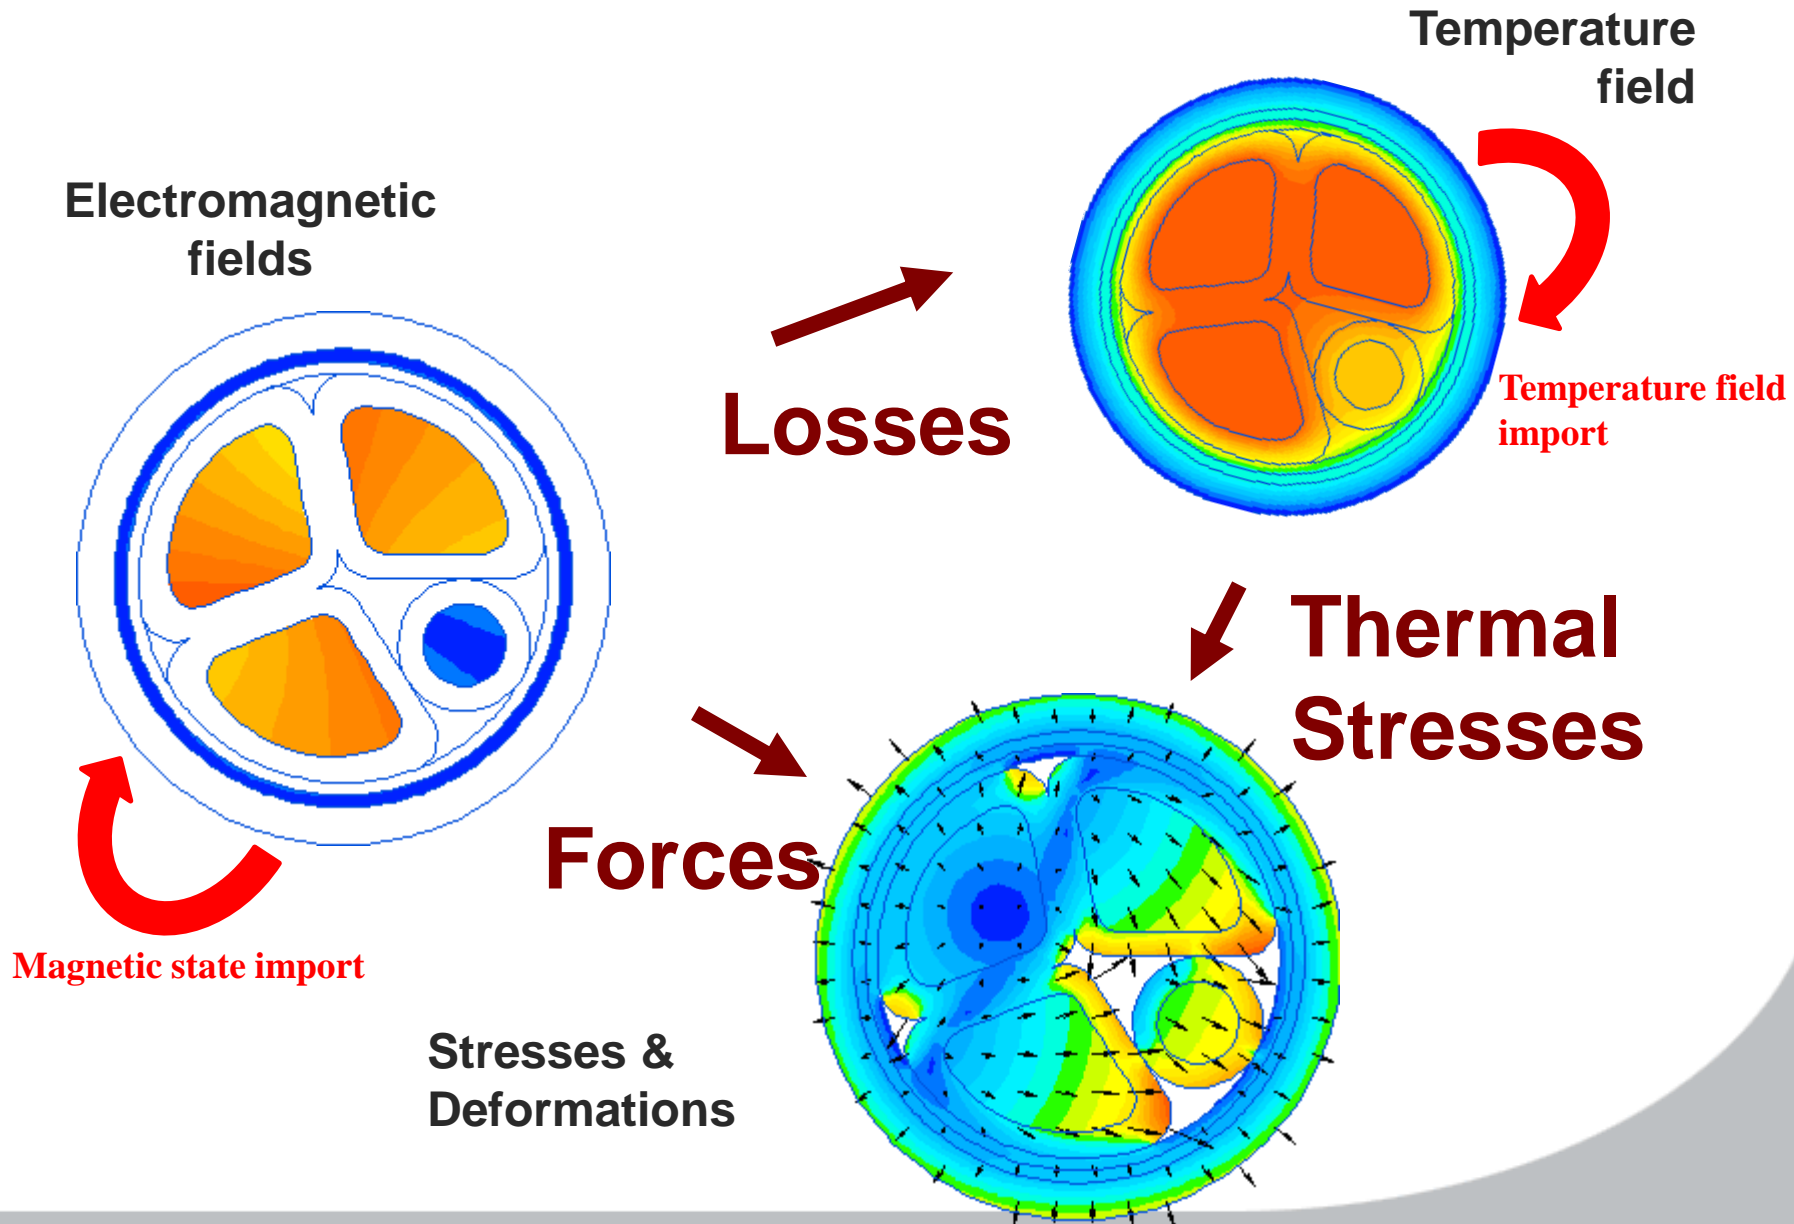 Temperature
field
Electromagnetic
fields
Losses
Temperature field
import
Thermal
Stresses
Forces
Magnetic state import
Stresses &
Deformations